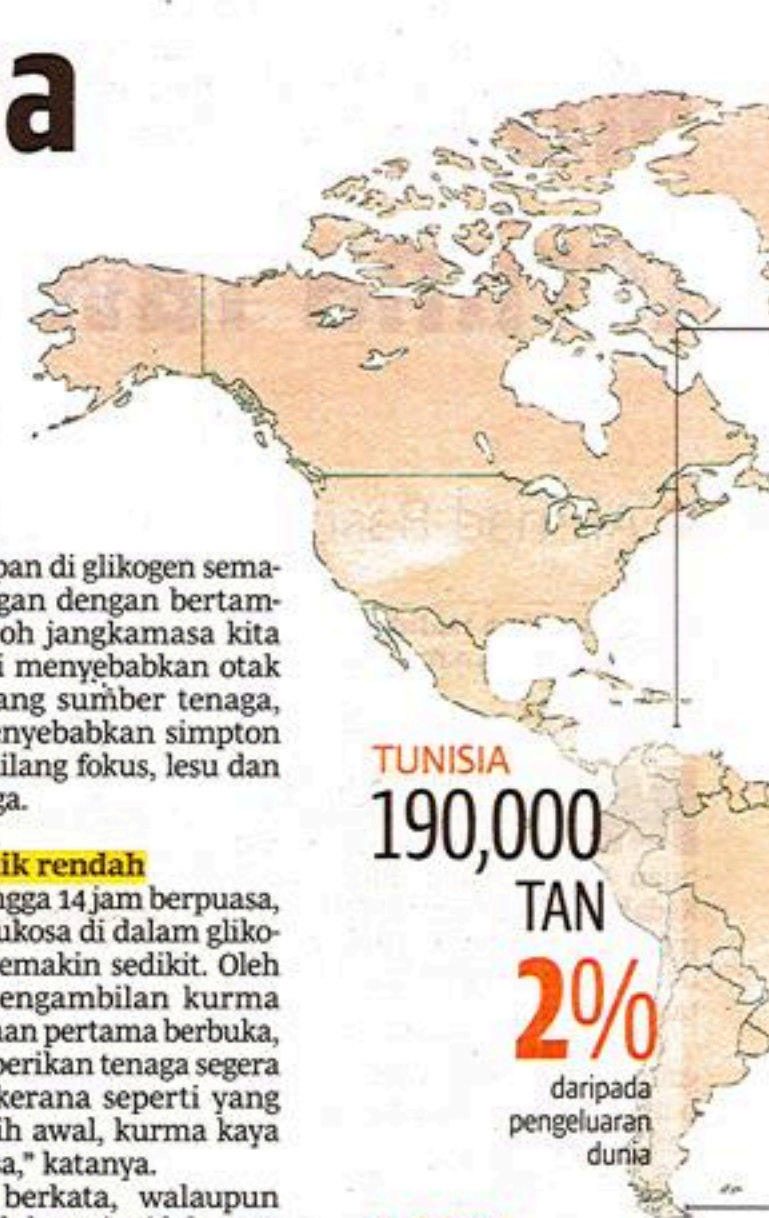 a
pan di glikogen sema-
gan dengan bertam-
oh jangkamasa kita
i menyebabkan otak
ang sumber tenaga,
enyebabkan simpton
ilang fokus, lesu dan
ga.
ik rendah
ngga 14 jam berpuasa,
ukosa di dalam gliko-
emakin sedikit. Oleh
engambilan kurma
nan pertama berbuka,
berikan tenaga segera
kerana seperti yang
ih awal, kurma kaya
sa,” katanya.
berkata, walaupun
TUNISIA
190,000
TAN
2%
daripada
pengeluaran
dunia